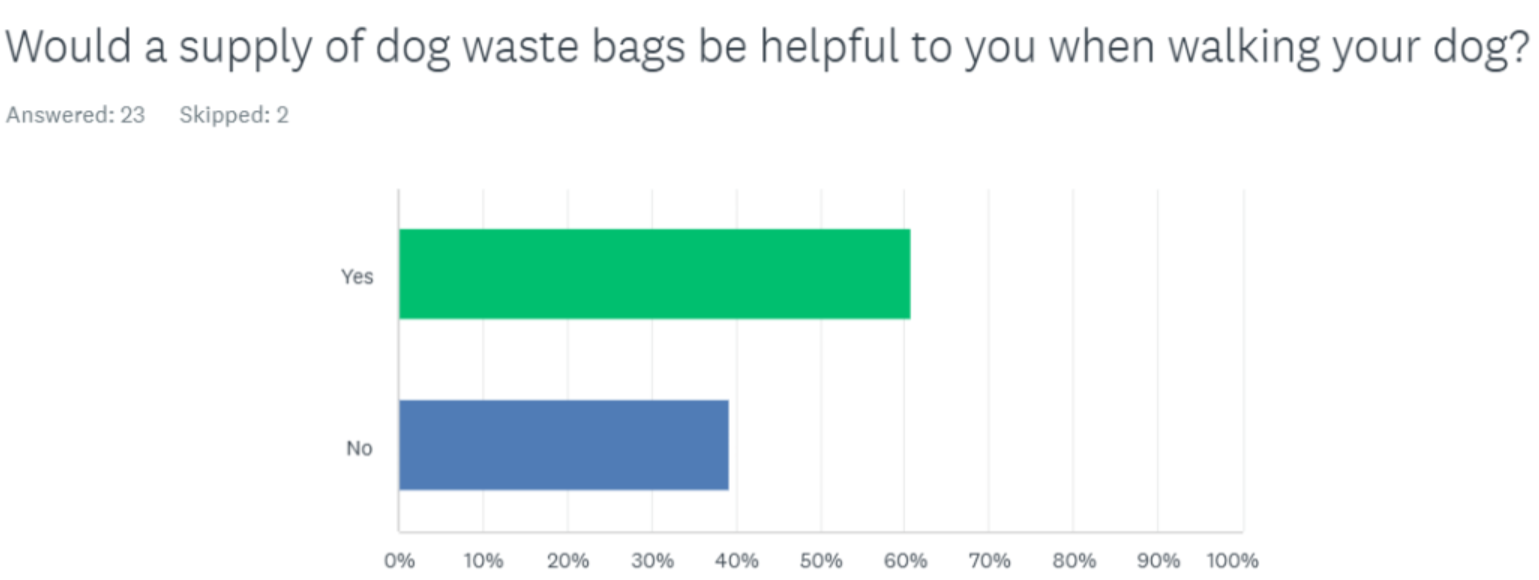 Would a supply of dog waste bags be helpful to you when walking your dog?
Answered: 23 Skipped: 2
Yes
No
0% 10% 20% 30% 40% 50% 60% 70% 80% 90% 100%